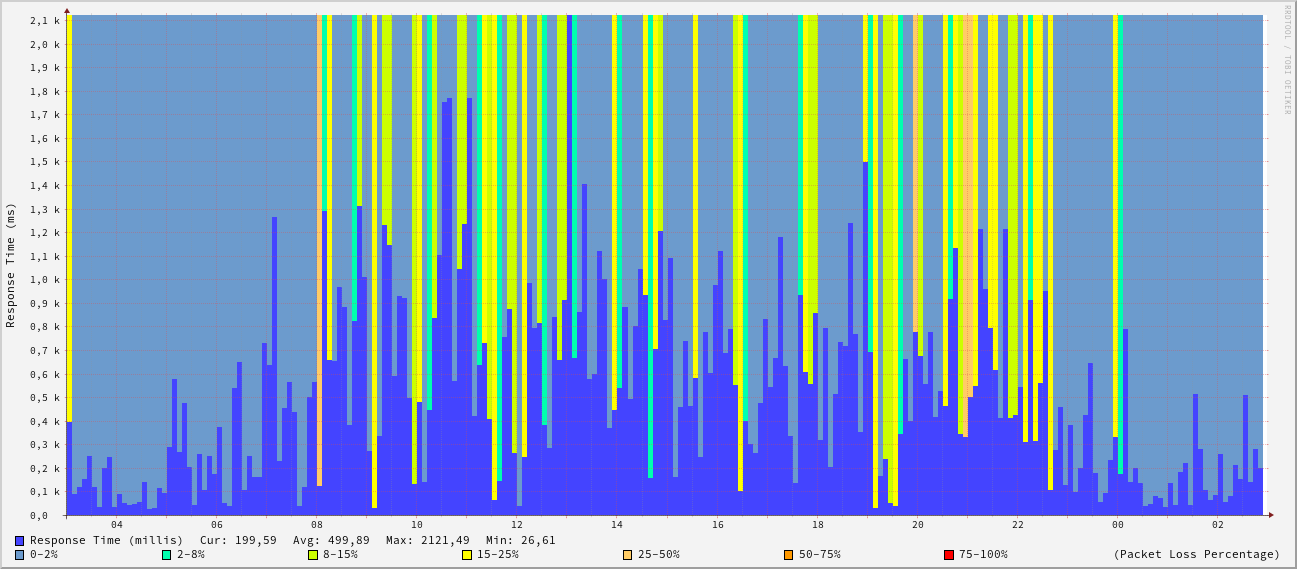 RRDTOOL / TOBI OETIKER
Response Time (ms)
2,1 k
2,0 k
1,9 k
1,8 k
1,7 k
1,6 k
1,5 k
1,4 k
1,3 k
1,2 k
1,1 k
1,0 k
0,9 k
0,8 k
0,7 k
0,6 k
0,5 k
0,4 k
0,3 k
0,2 k
0,1 k
0,0
04 06 08 10 12 14 16 18 20 22 00 02
Response Time (millis) Cur: 199,59 Avg: 499,89 Max: 2121,49 Min: 26,61
0-2% 2-8% 8-15% 15-25% 25-50% 50-75% 75-100% (Packet Loss Percentage)